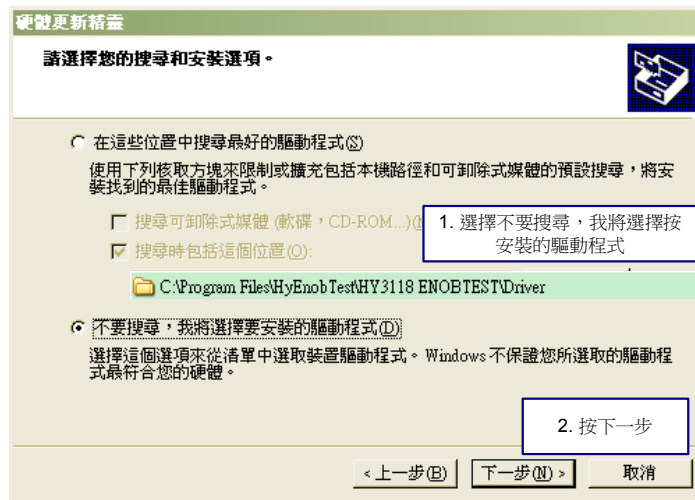 硬體更新精靈
請選擇您的搜尋和安裝選項。
在這些位置中搜尋最好的驅動程式(S)
使用下列核取方塊來限制或擴充包括本機路徑和可卸除式媒體的預設搜尋，將安
裝找到的最佳驅動程式。
搜尋可卸除式媒體 (軟碟，CD-ROM...)(
1. 選擇不要搜尋，我將選擇按
安裝的驅動程式
搜尋時包括這個位置(O):
C:\Program Files\HyEnobTest\HY3118 ENOBTEST\Driver
不要搜尋，我將選擇要安裝的驅動程式(D)
選擇這個選項來從清單中選取裝置驅動程式。Windows 不保證您所選取的驅動程
式最符合您的硬體。
2. 按下一步
<上一步(B)
下一步(N) >
取消